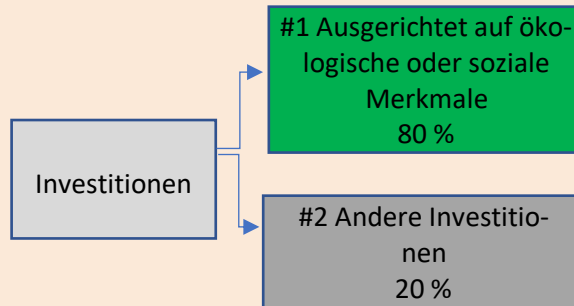 #1 Ausgerichtet auf öko-
logische oder soziale
Merkmale
80 %
Investitionen
#2 Andere Investitio-
nen
20 %